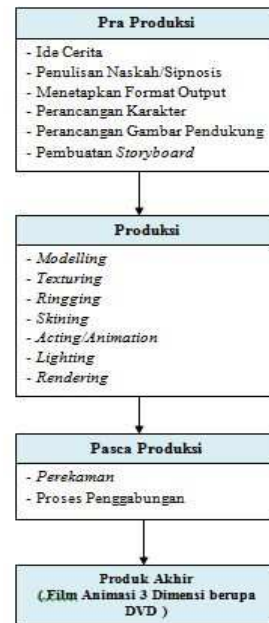 Pra Produksi
- Ide Cerita
- Penulisan Naskah/Sipnosis
- Menetapkan Format Output
- Perancangan Karakter
- Perancangan Gambar Pendukung
- Pembuatan Storyboard
Produksi
- Modelling
- Texturing
- Ringging
- Skining
- Acting/Animation
- Lighting
- Rendering
Pasca Produksi
- Perekaman
- Proses Penggabungan
Produk Akhir
( Film Animasi 3 Dimensi berupa
DVD )